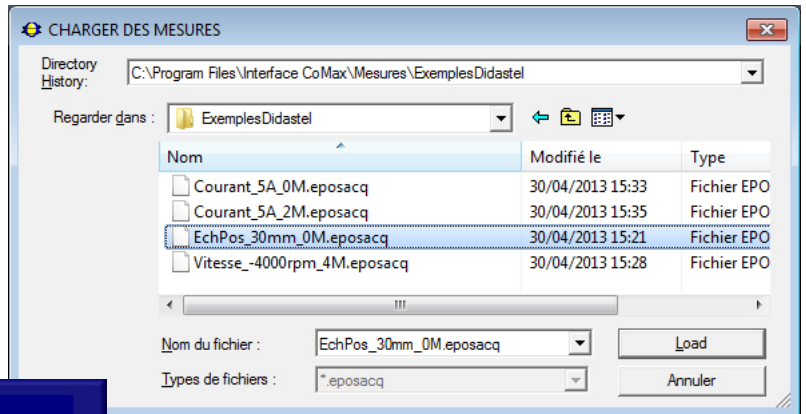 CHARGER DES MESURES
Directory
History:
C:\Program Files\Interface CoMax\Mesures\ExemplesDidastel
Regarder dans :
ExemplesDidastel
Nom Modifié le Type
Courant_5A_0M.eposacq 30/04/2013 15:33 Fichier EPO
Courant_5A_2M.eposacq 30/04/2013 15:35 Fichier EPO
EchPos_30mm_0M.eposacq 30/04/2013 15:21 Fichier EPO
Vitesse_-4000rpm_4M.eposacq 30/04/2013 15:28 Fichier EPO
Nom du fichier : EchPos_30mm_0M.eposacq Load
Types de fichiers : *.eposacq Annuler